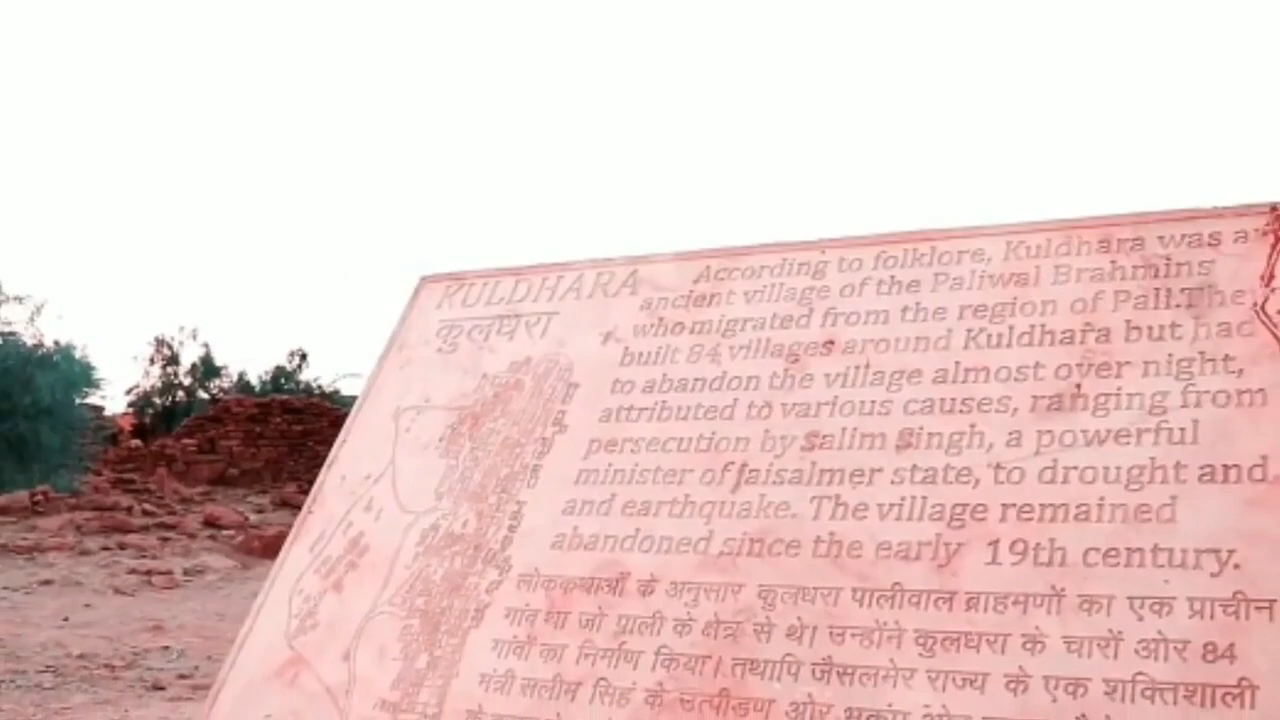 KULDHARA
कुलधरा
According to folklore, Kuldhara was a
ancient village of the Paliwal Brahmins
who migrated from the region of Pali. They
built 84 villages around Kuldhara but had
to abandon the village almost over night,
attributed to various causes, ranging from
persecution by Salim Singh, a powerful
minister of Jaisalmer state, to drought and
and earthquake. The village remained
abandoned since the early 19th century.
लोककथाओं के अनुसार कुलधरा पालीवाल ब्राहमणों का एक प्राचीन
गांव था जो पाली के क्षेत्र से थे। उन्होंने कुलधरा के चारों ओर 84
गांवों का निर्माण किया। तथापि जैसलमेर राज्य के एक शक्तिशाली
मंत्री सलीम सिहं के उत्पीडण और भूकंप और